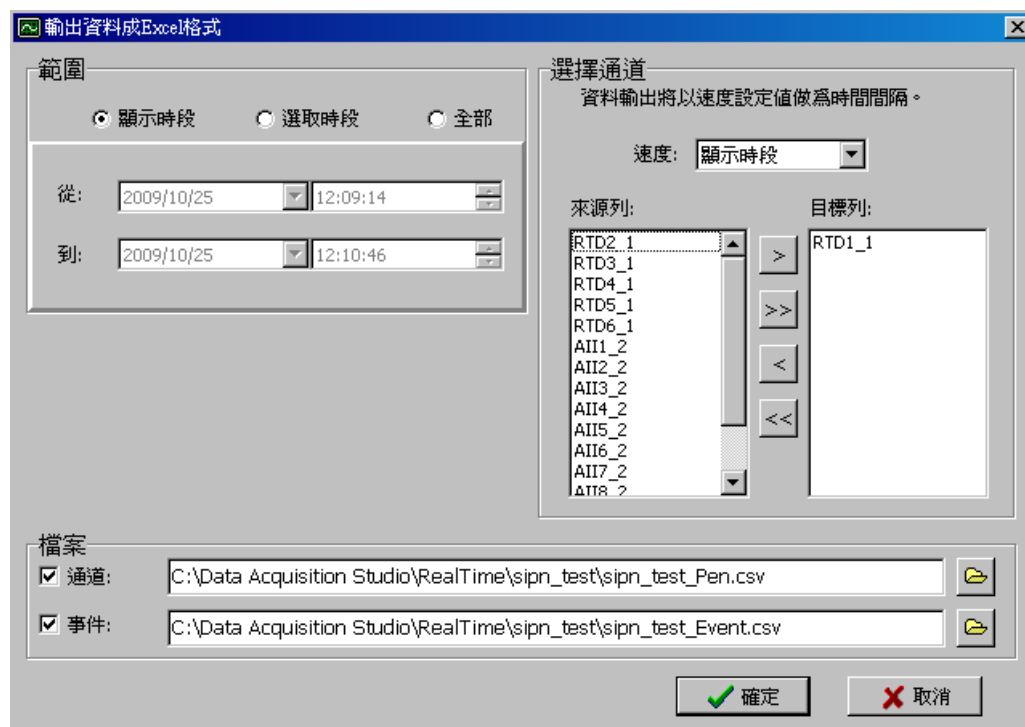 輸出資料成Excel格式
範圍
顯示時段 選取時段 全部
從: 2009/10/25 12:09:14
到: 2009/10/25 12:10:46
選擇通道
資料輸出將以速度設定值做為時間間隔。
速度: 顯示時段
來源列:
RTD2_1
RTD3_1
RTD4_1
RTD5_1
RTD6_1
AII1_2
AII2_2
AII3_2
AII4_2
AII5_2
AII6_2
AII7_2
AII8_2
>
>>
<
<<
目標列:
RTD1_1
檔案
通道: C:\Data Acquisition Studio\RealTime\sipn_test\sipn_test_Pen.csv
事件: C:\Data Acquisition Studio\RealTime\sipn_test\sipn_test_Event.csv
確定 取消